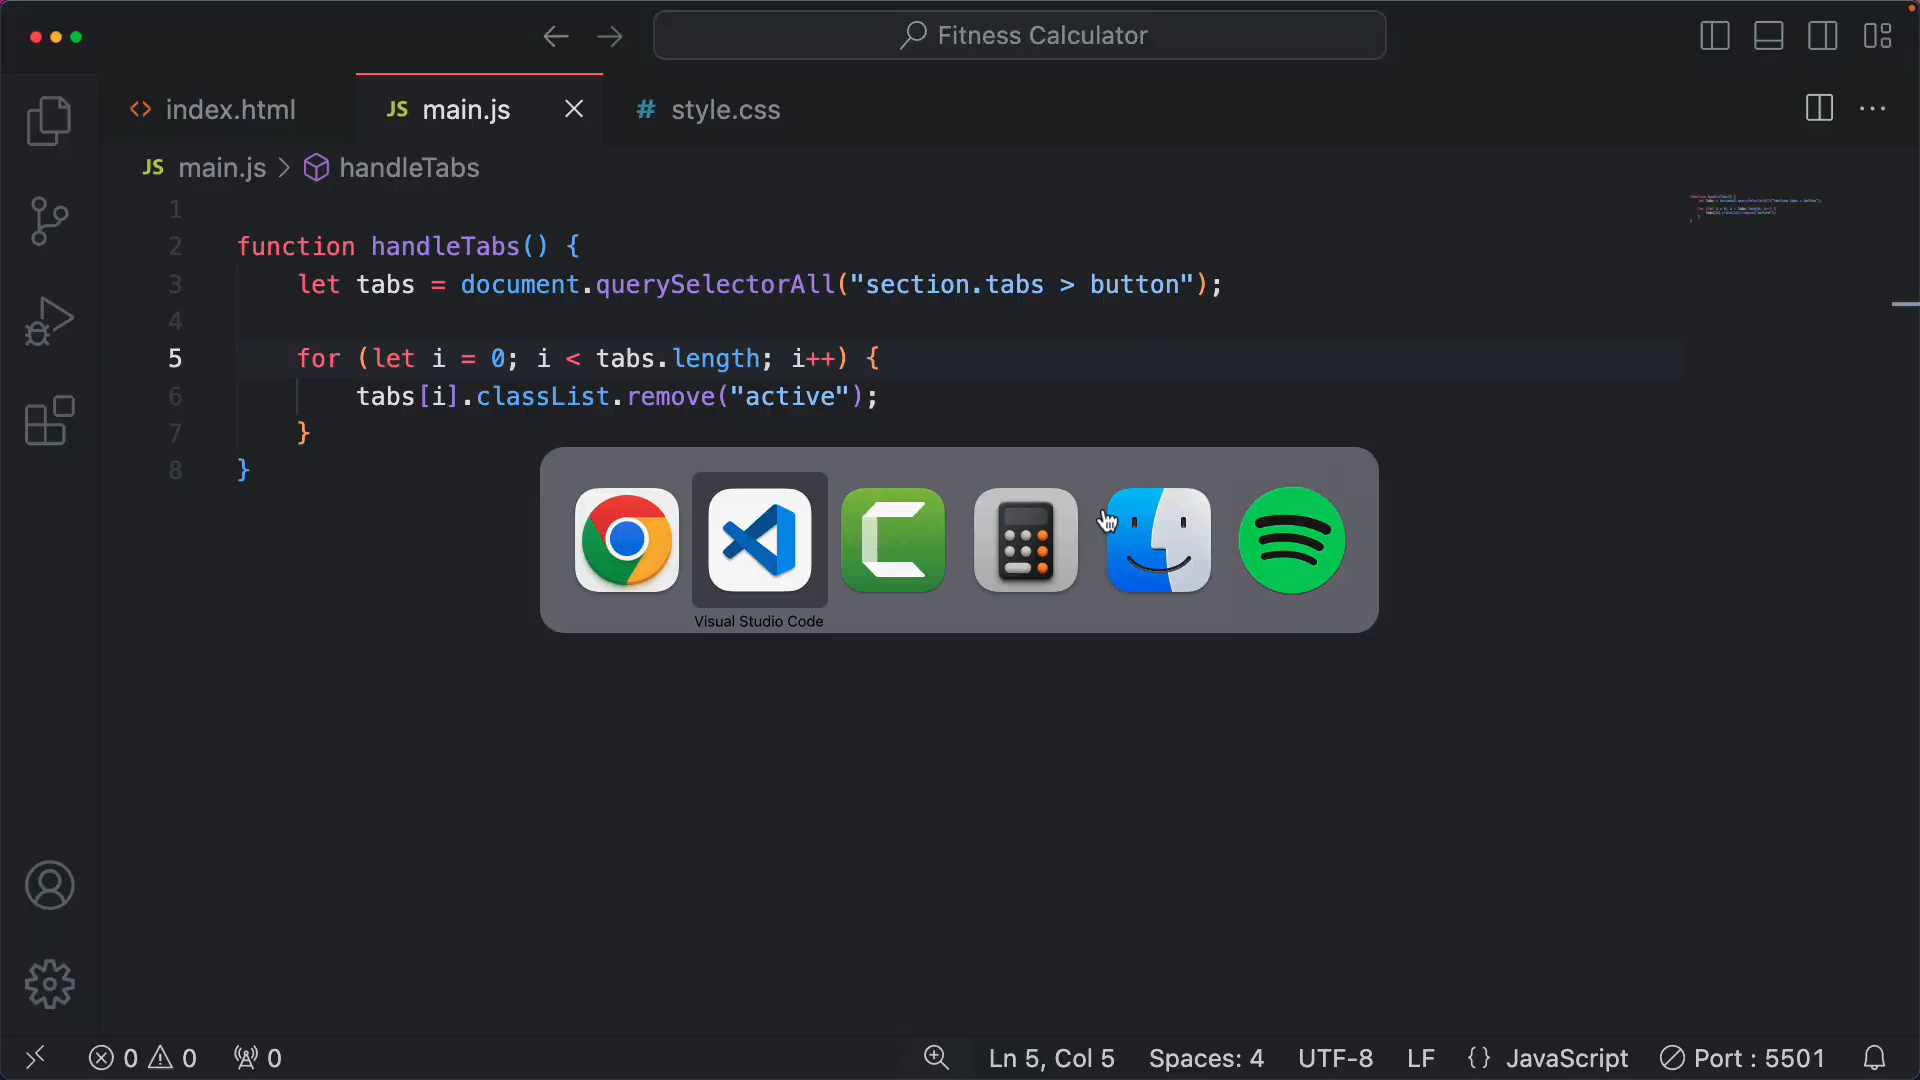 Fitness Calculator
<> index.html
JS main.js
# style.css
JS main.js > handleTabs
1
2 function handleTabs() {
3 let tabs = document.querySelectorAll("section.tabs > button");
4
5 for (let i = 0; i < tabs.length; i++) {
6 tabs[i].classList.remove("active");
7 }
8 }
Visual Studio Code
0 0 0 Ln 5, Col 5 Spaces: 4 UTF-8 LF {} JavaScript Port : 5501